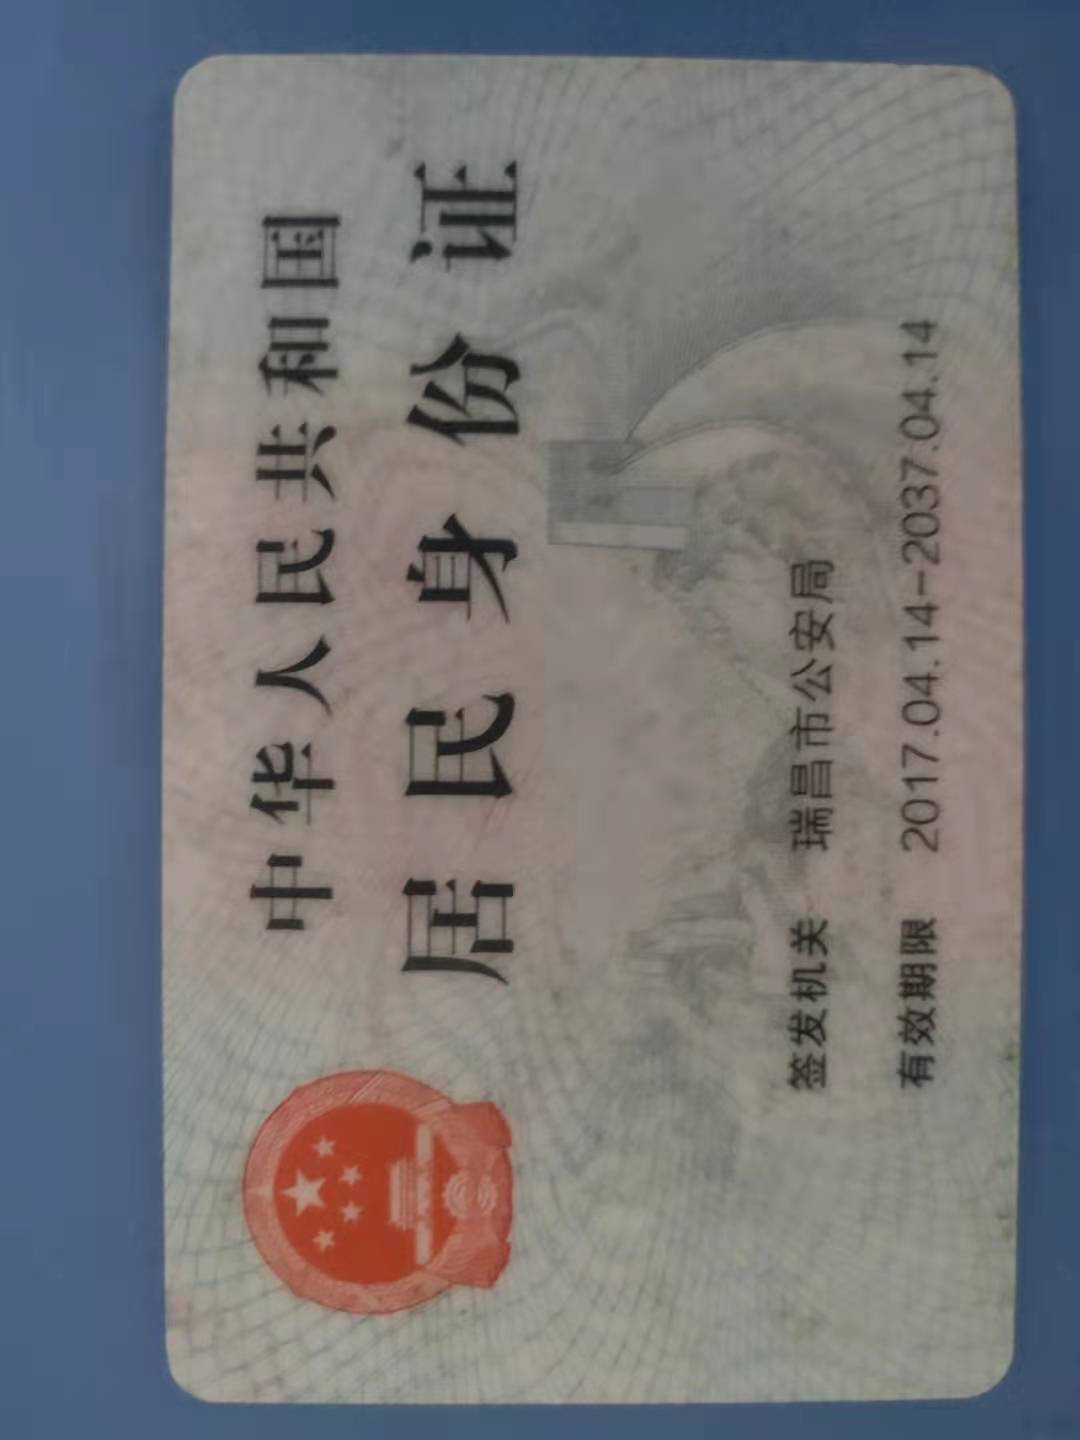 中华人民共和国
居民身份证
签发机关 瑞昌市公安局
有效期限 2017.04.14-2037.04.14